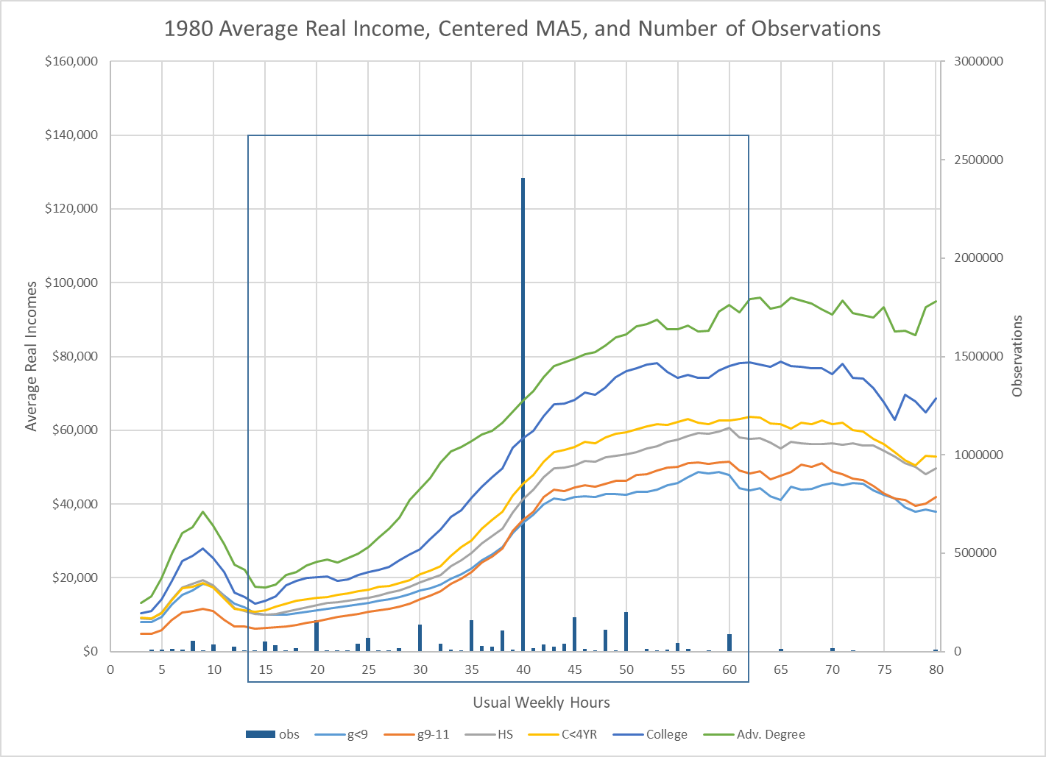 1980 Average Real Income, Centered MA5, and Number of Observations
$160,000
$140,000
$120,000
$100,000
$80,000
$60,000
$40,000
$20,000
$0
Average Real Incomes
3000000
2500000
2000000
1500000
1000000
500000
0
Observations
0 5 10 15 20 25 30 35 40 45 50 55 60 65 70 75 80
Usual Weekly Hours
obs g<9 g9-11 HS C<4YR College Adv. Degree